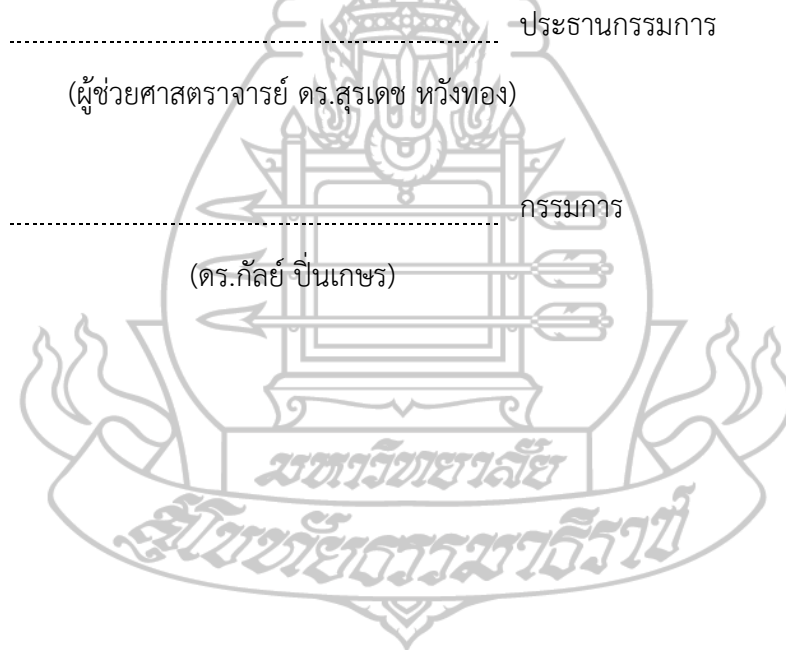 ประธานกรรมการ
(ผู้ช่วยศาสตราจารย์ ดร.สุรเดช หวังทอง)
กรรมการ
(ดร.กัลย์ ปิ่นเกษร)
มหาวิทยาลัย
สุโขทัยธรรมาธิราช